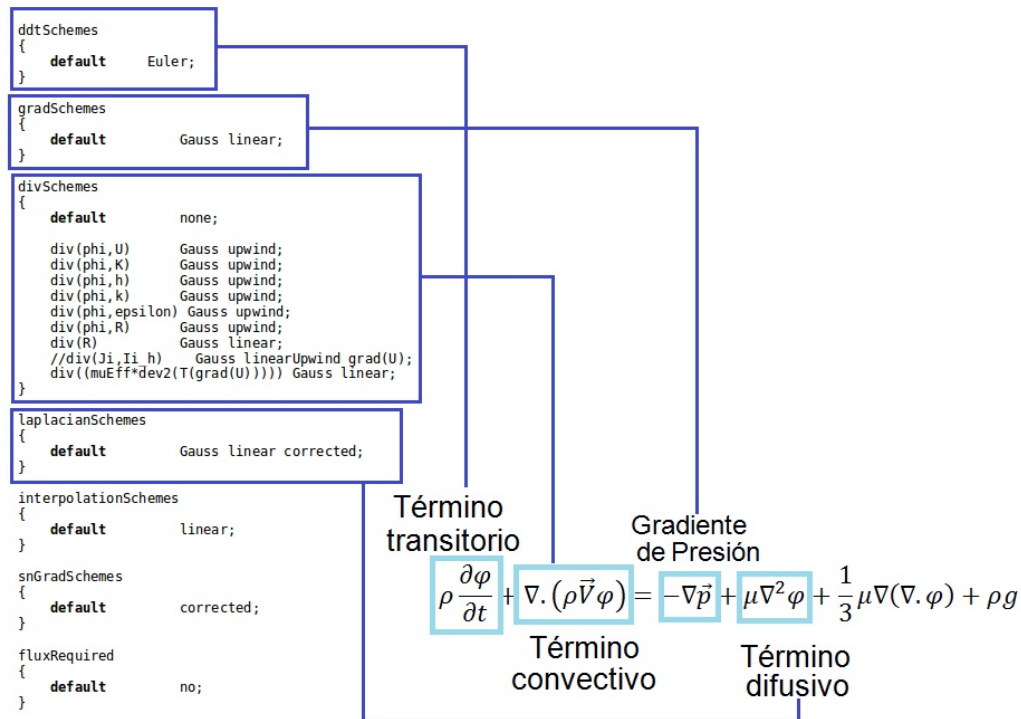 ddtSchemes
{
default Euler;
}
gradSchemes
{
default Gauss linear;
}
divSchemes
{
default none;
div(phi,U) Gauss upwind;
div(phi,K) Gauss upwind;
div(phi,h) Gauss upwind;
div(phi,k) Gauss upwind;
div(phi,epsilon) Gauss upwind;
div(phi,R) Gauss upwind;
div(R) Gauss linear;
//div(Ji,Ii_h) Gauss linearUpwind grad(U);
div((muEff*dev2(T(grad(U))))) Gauss linear;
}
laplacianSchemes
{
default Gauss linear corrected;
}
interpolationSchemes
{
default linear;
}
snGradSchemes
{
default corrected;
}
fluxRequired
{
default no;
}
Término
transitorio
Gradiente
de Presión
ρ ∂φ/∂t + ∇.(ρV⃗φ) = −∇p⃗ + μ∇²φ + 1/3 μ∇(∇.φ) + ρg
Término
convectivo
Término
difusivo